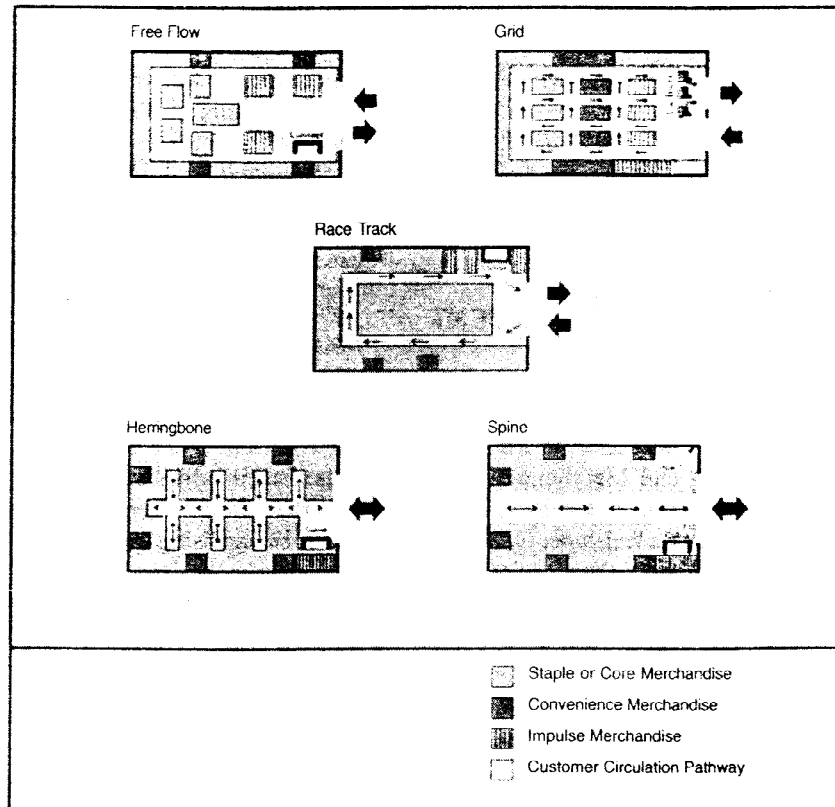 Free Flow
Grid
Race Track
Herringbone
Spine
Staple or Core Merchandise
Convenience Merchandise
Impulse Merchandise
Customer Circulation Pathway